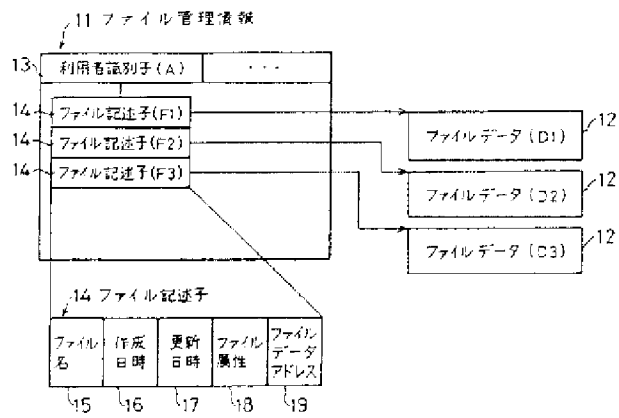 11 ファイル管理情報
13
利用者識別子(A)
...
14
ファイル記述子(F1)
14
ファイル記述子(F2)
14
ファイル記述子(F3)
ファイルデータ(D1)
12
ファイルデータ(D2)
12
ファイルデータ(D3)
12
14 ファイル記述子
ファイル
名
作成
日時
更新
日時
ファイル
属性
ファイル
データ
アドレス
15
16
17
18
19